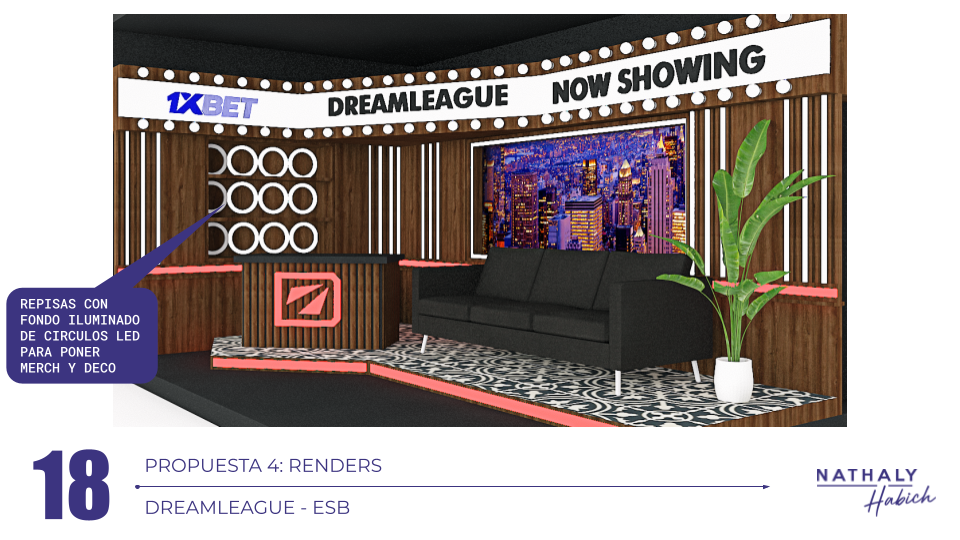 1XBET
DREAMLEAGUE
NOW SHOWING
REPISAS CON
FONDO ILUMINADO
DE CIRCULOS LED
PARA PONER
MERCH Y DECO
18
PROPUESTA 4: RENDERS
DREAMLEAGUE - ESB
NATHALY
Habich